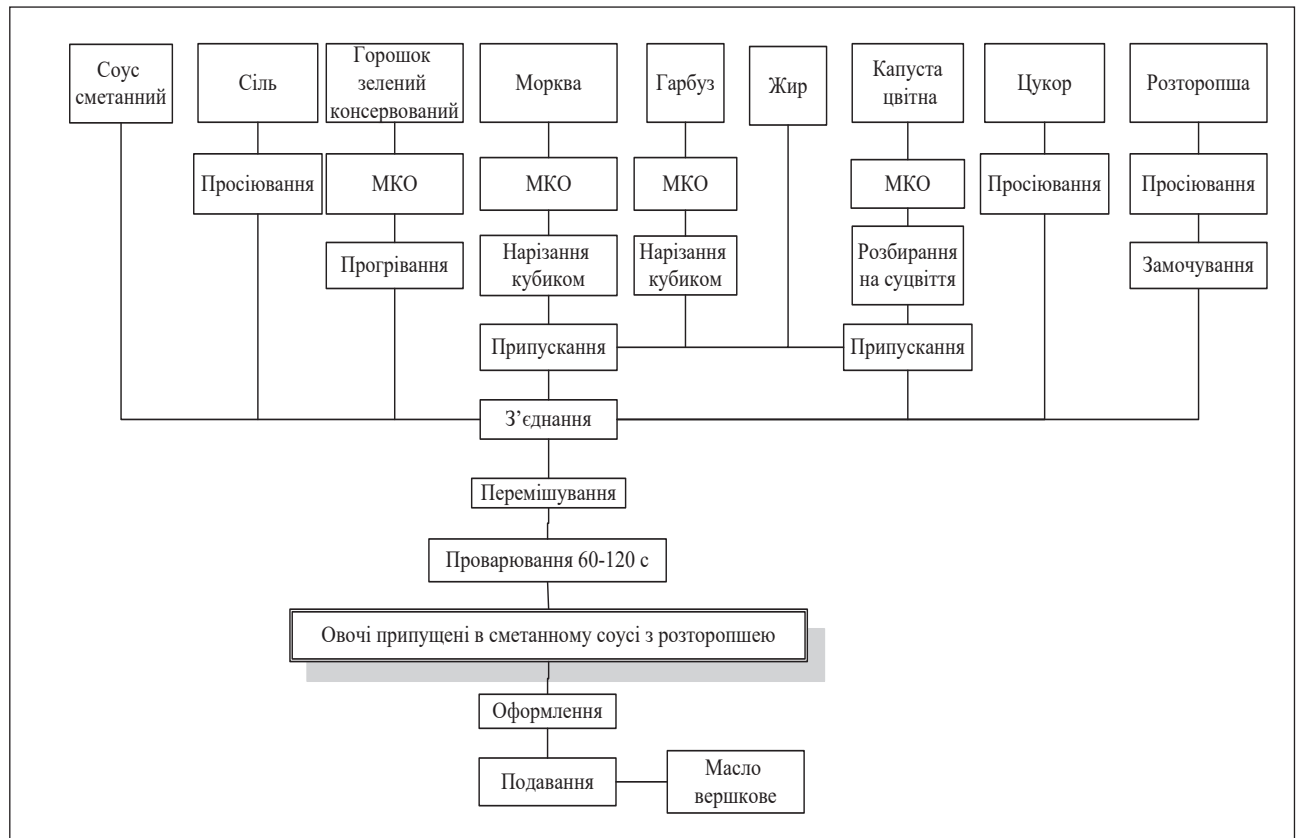 Соус
сметанний
Сіль
Горошок
зелений
консервований
Морква
Гарбуз
Жир
Капуста
цвітна
Цукор
Розторопша
Просіювання
МКО
МКО
МКО
МКО
Просіювання
Просіювання
Прогрівання
Нарізання
кубиком
Нарізання
кубиком
Розбирання
на суцвіття
Замочування
Припускання
Припускання
З’єднання
Перемішування
Проварювання 60-120 с
Овочі припущені в сметанному соусі з розторопшею
Оформлення
Подавання
Масло
вершкове